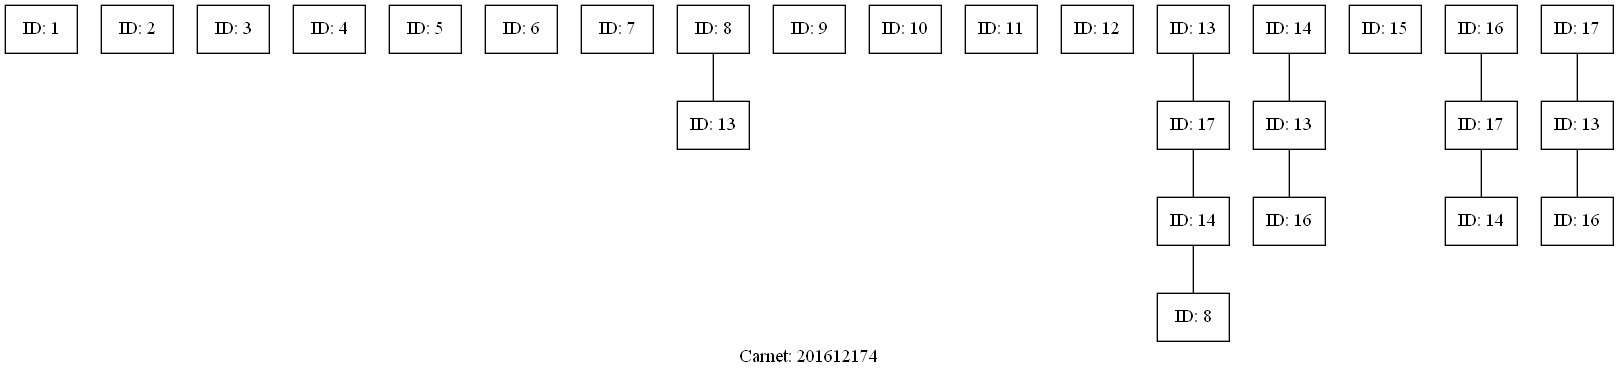 ID: 1 ID: 2 ID: 3 ID: 4 ID: 5 ID: 6 ID: 7 ID: 8 ID: 9 ID: 10 ID: 11 ID: 12 ID: 13 ID: 14 ID: 15 ID: 16 ID: 17
ID: 13 ID: 17 ID: 13 ID: 17 ID: 13
ID: 14 ID: 16 ID: 14 ID: 16
ID: 8
Carnet: 201612174